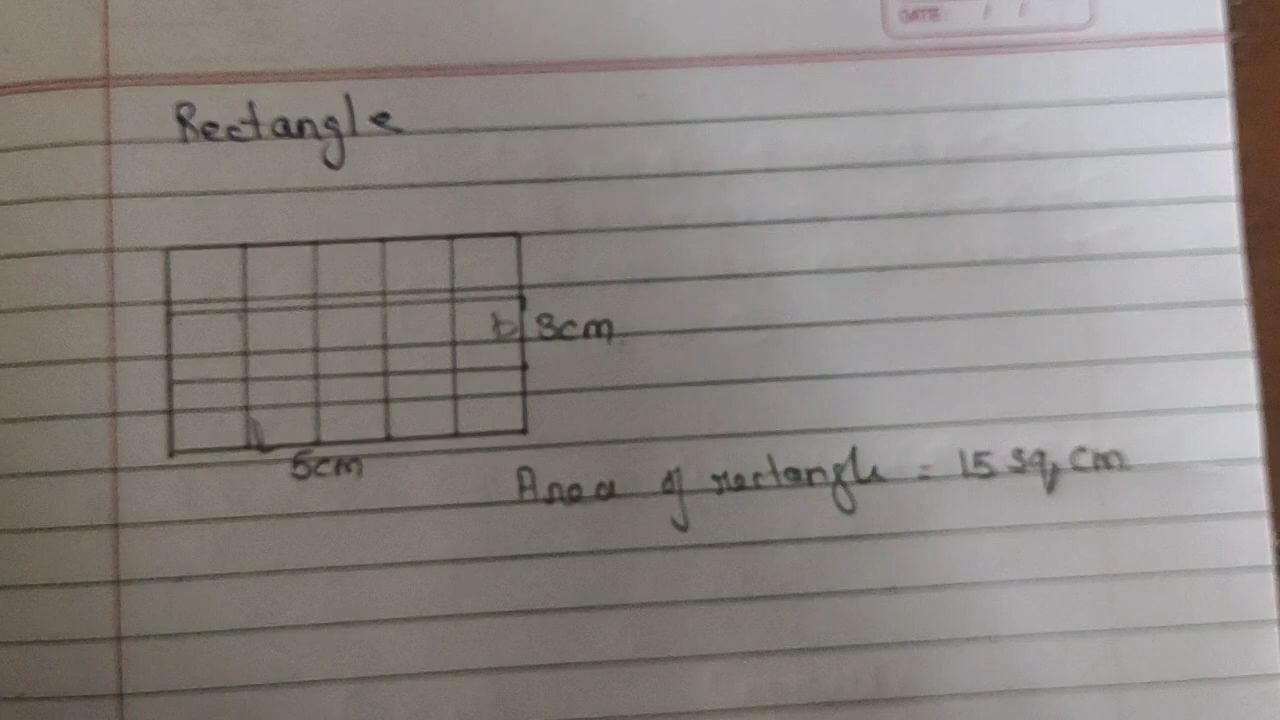 DATE / /
Rectangle
b 3cm
l
5cm
Area of rectangle = 15 sq cm